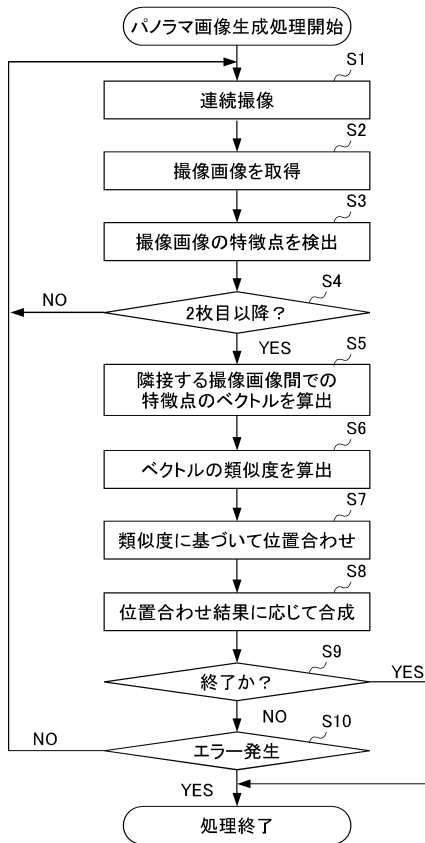 パノラマ画像生成処理開始
S1
連続撮像
S2
撮像画像を取得
S3
撮像画像の特徴点を検出
S4
NO
2枚目以降？
YES
S5
隣接する撮像画像間での
特徴点のベクトルを算出
S6
ベクトルの類似度を算出
S7
類似度に基づいて位置合わせ
S8
位置合わせ結果に応じて合成
S9
終了か？
YES
NO
S10
NO
エラー発生
YES
処理終了